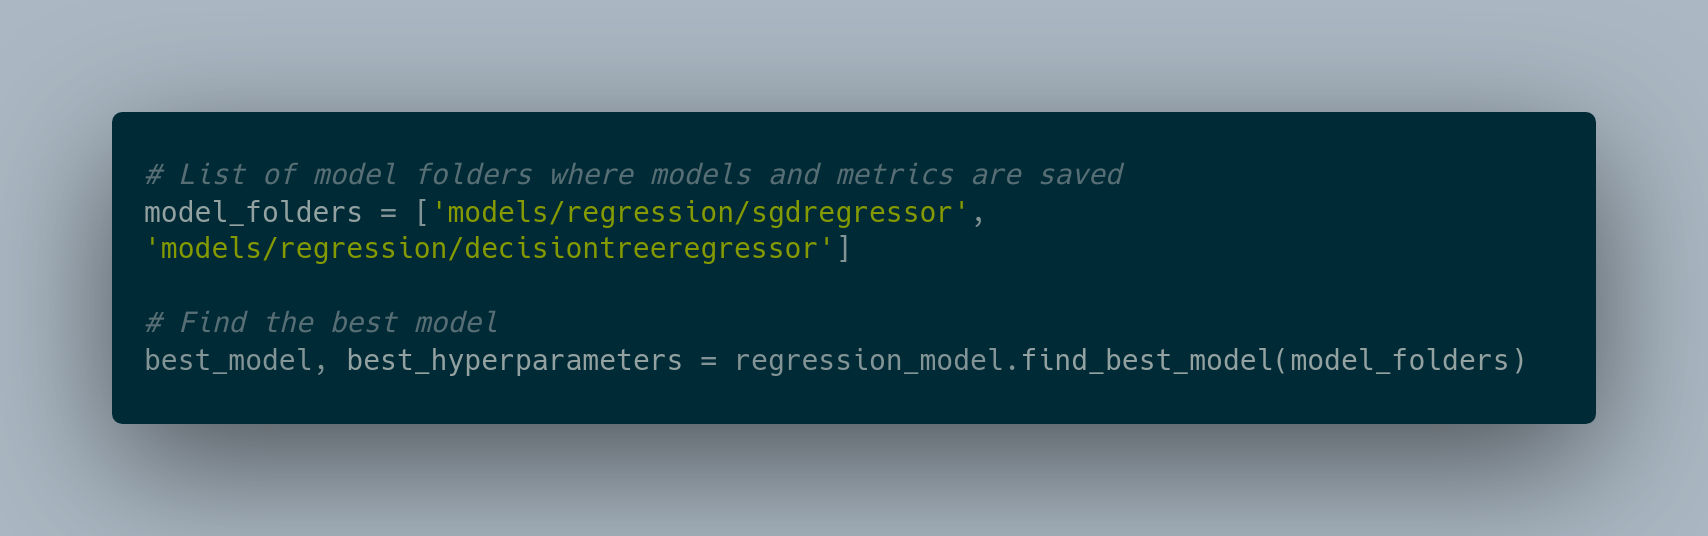 # List of model folders where models and metrics are saved
model_folders = ['models/regression/sgdregressor',
'models/regression/decisiontreeregressor']
# Find the best model
best_model, best_hyperparameters = regression_model.find_best_model(model_folders)